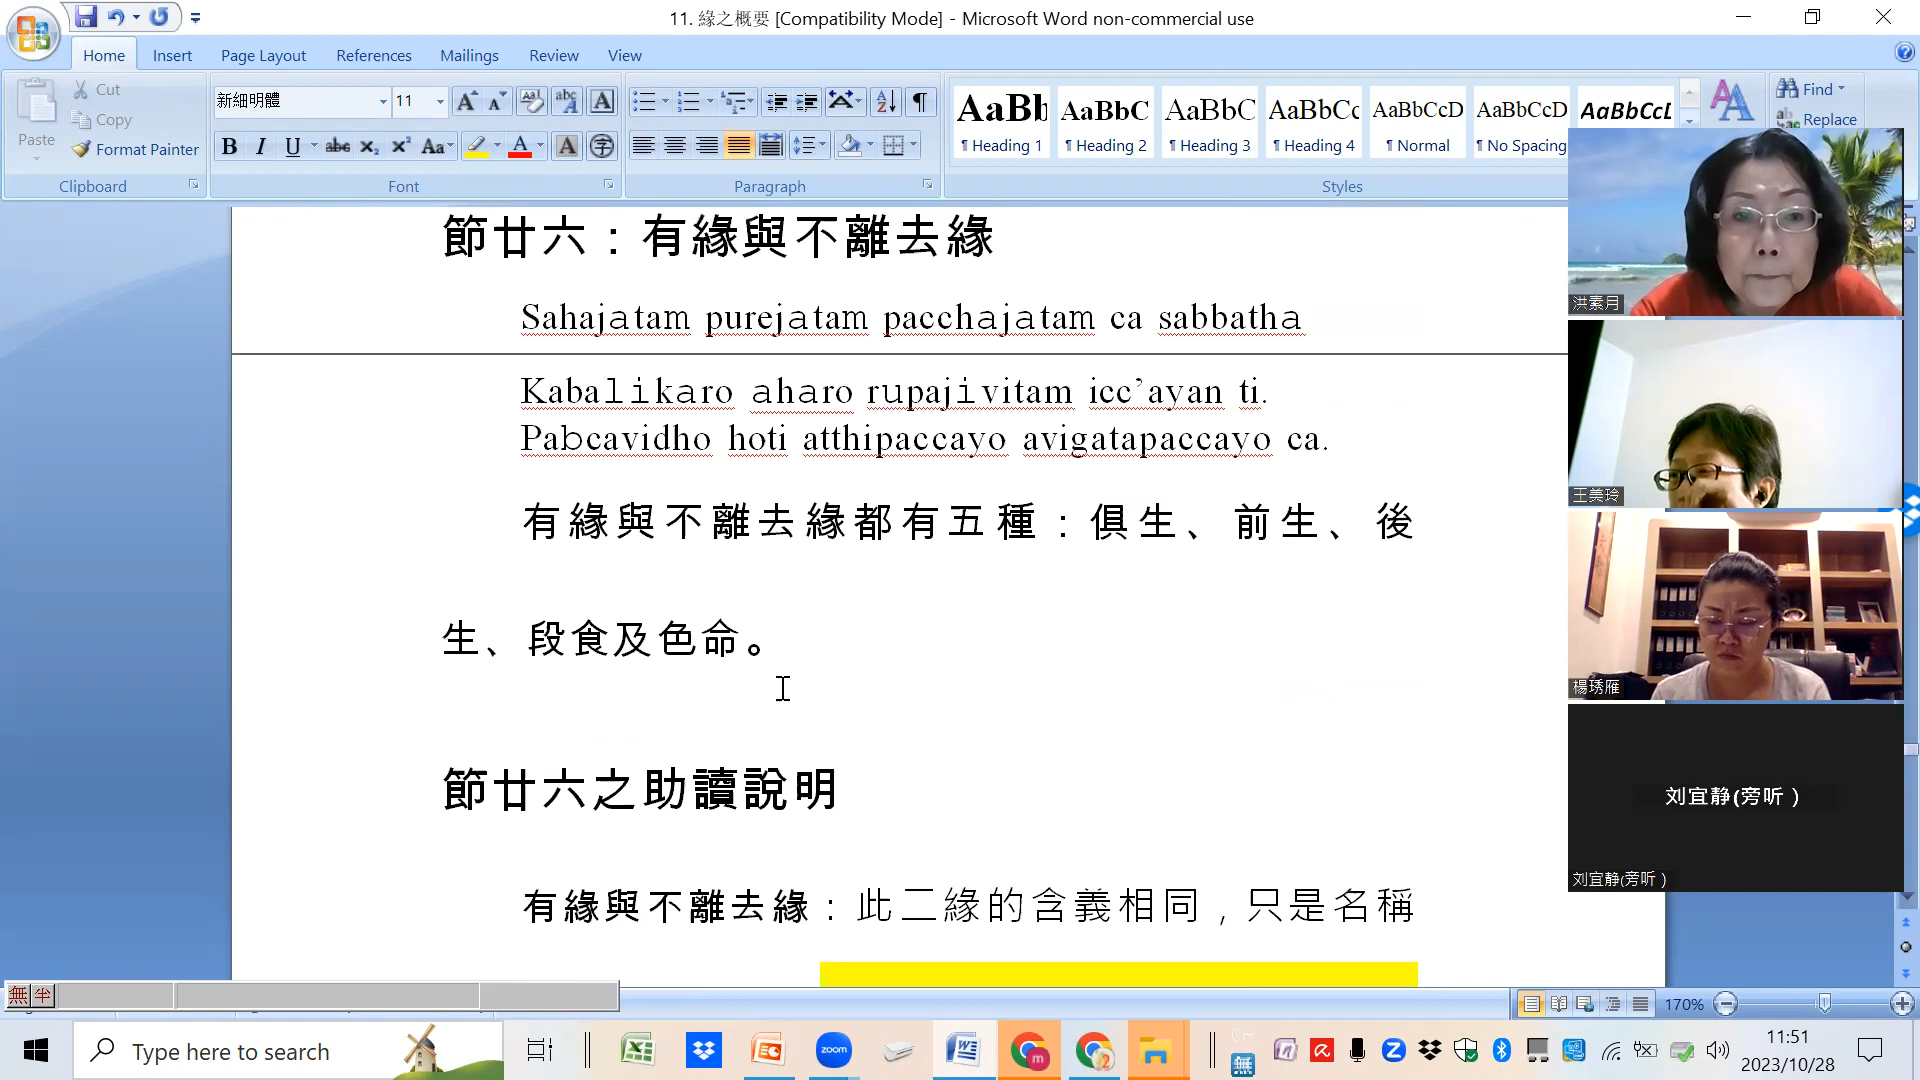 11. 緣之概要 [Compatibility Mode] - Microsoft Word non-commercial use
Home Insert Page Layout References Mailings Review View
Paste
Cut
Copy
Format Painter
Clipboard
新細明體 11
Font
Paragraph
AaBb AaBbC AaBbC AaBbCc AaBbCcD AaBbCcD AaBbCcI
¶ Heading 1 ¶ Heading 2 ¶ Heading 3 ¶ Heading 4 ¶ Normal ¶ No Spacing
Styles
Find
Replace
節廿六：有緣與不離去緣
Sahajatam purejatam pacchajatam ca sabbatha
Kabalikaro aharo rupajivitam icc’ayan ti.
Pabcavidho hoti atthipaccayo avigatapaccayo ca.
有緣與不離去緣都有五種：俱生、前生、後
生、段食及色命。
節廿六之助讀說明
有緣與不離去緣：此二緣的含義相同，只是名稱
洪素月
王美玲
楊琇雁
刘宜静(旁听）
刘宜静(旁听）
無 半
170%
Type here to search
zoom
11:51
2023/10/28